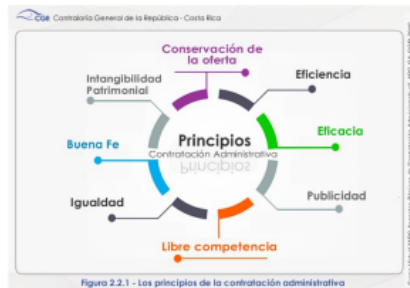 CGR Contraloría General de la República - Costa Rica
Conservación de
la oferta
Intangibilidad
Patrimonial
Eficiencia
Buena Fe
Principios
Contratación Administrativa
Eficacia
Igualdad
Publicidad
Libre competencia
Figura 2.2.1 - Los principios de la contratación administrativa